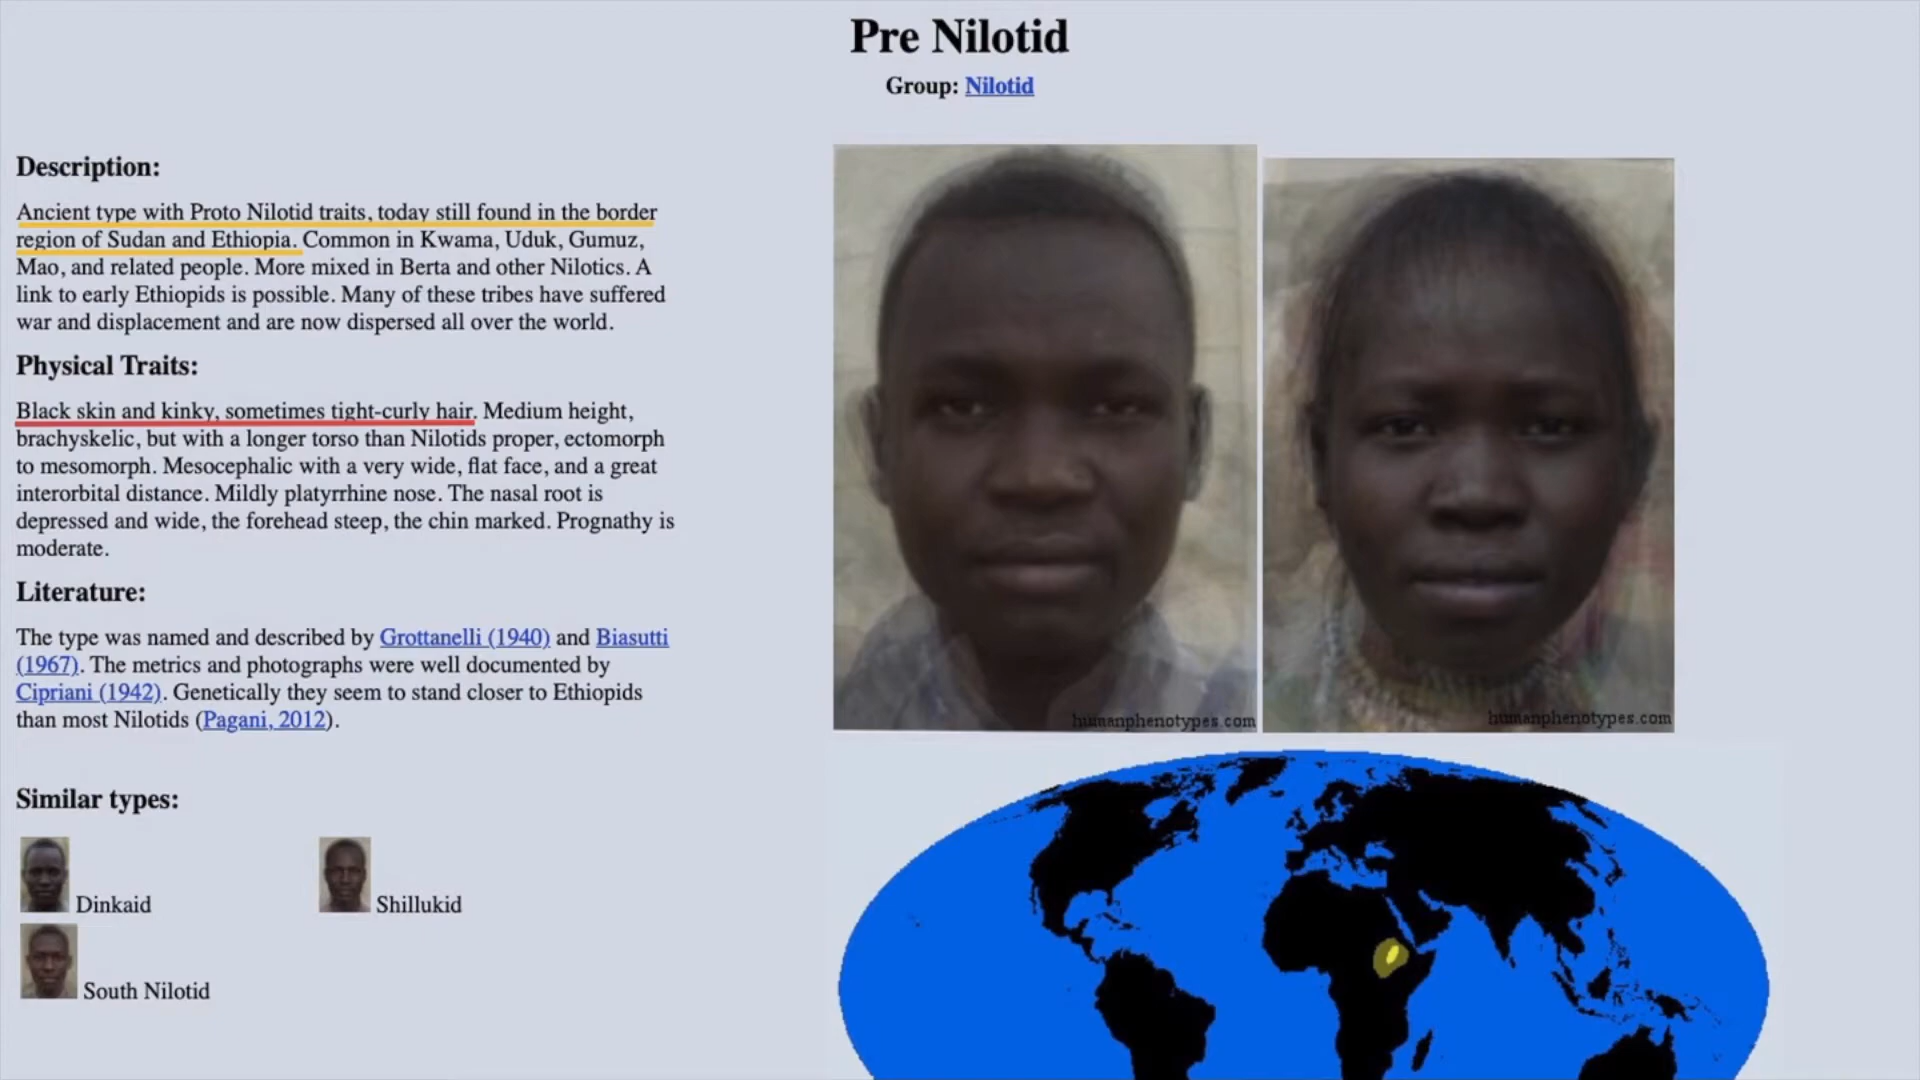 Pre Nilotid
Group: Nilotid
Description:
Ancient type with Proto Nilotid traits, today still found in the border
region of Sudan and Ethiopia. Common in Kwama, Uduk, Gumuz,
Mao, and related people. More mixed in Berta and other Nilotics. A
link to early Ethiopids is possible. Many of these tribes have suffered
war and displacement and are now dispersed all over the world.
Physical Traits:
Black skin and kinky, sometimes tight-curly hair. Medium height,
brachyskelic, but with a longer torso than Nilotids proper, ectomorph
to mesomorph. Mesocephalic with a very wide, flat face, and a great
interorbital distance. Mildly platyrrhine nose. The nasal root is
depressed and wide, the forehead steep, the chin marked. Prognathy is
moderate.
Literature:
The type was named and described by Grottanelli (1940) and Biasutti
(1967). The metrics and photographs were well documented by
Cipriani (1942). Genetically they seem to stand closer to Ethiopids
than most Nilotids (Pagani, 2012).
Similar types:
Dinkaid
Shillukid
South Nilotid
humanphenotypes.com
humanphenotypes.com